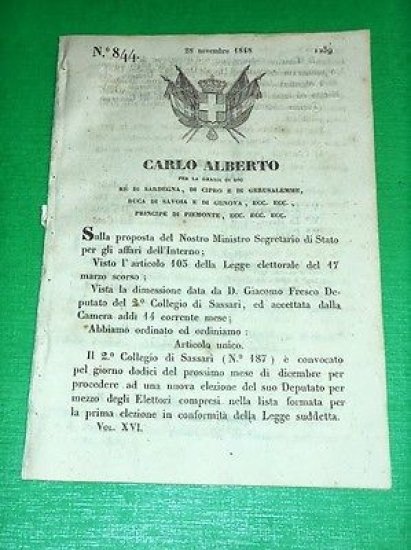 N.° 844.
28 novembre 1848
1239
CARLO ALBERTO
PER LA GRAZIA DI DIO
RE DI SARDEGNA, DI CIPRO E DI GERUSALEMME,
DUCA DI SAVOIA E DI GENOVA, ECC. ECC.,
PRINCIPE DI PIEMONTE, ECC. ECC. ECC.
Sulla proposta del Nostro Ministro Segretario di Stato
per gli affari dell'Interno;
Visto l'articolo 105 della Legge elettorale del 17
marzo scorso;
Vista la dimessione data da D. Giacomo Fresco De-
putato del 2.° Collegio di Sassari, ed accettata dalla
Camera addì 14 corrente mese;
Abbiamo ordinato ed ordiniamo:
Articolo unico.
Il 2.° Collegio di Sassari (N.° 187) è convocato
pel giorno dodici del prossimo mese di dicembre per
procedere ad una nuova elezione del suo Deputato per
mezzo degli Elettori compresi nella lista formata per
la prima elezione in conformità della Legge suddetta.
Vol. XVI.